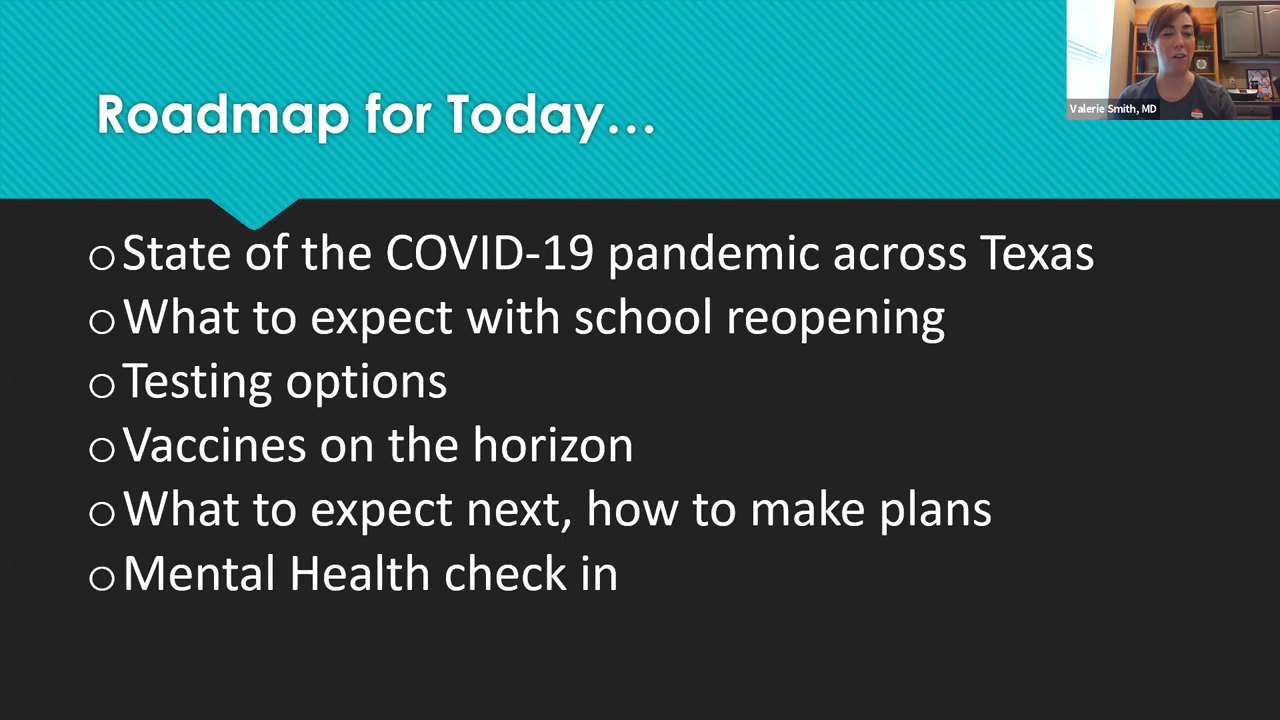 Roadmap for Today...
Valerie Smith, MD
o State of the COVID-19 pandemic across Texas
o What to expect with school reopening
o Testing options
o Vaccines on the horizon
o What to expect next, how to make plans
o Mental Health check in